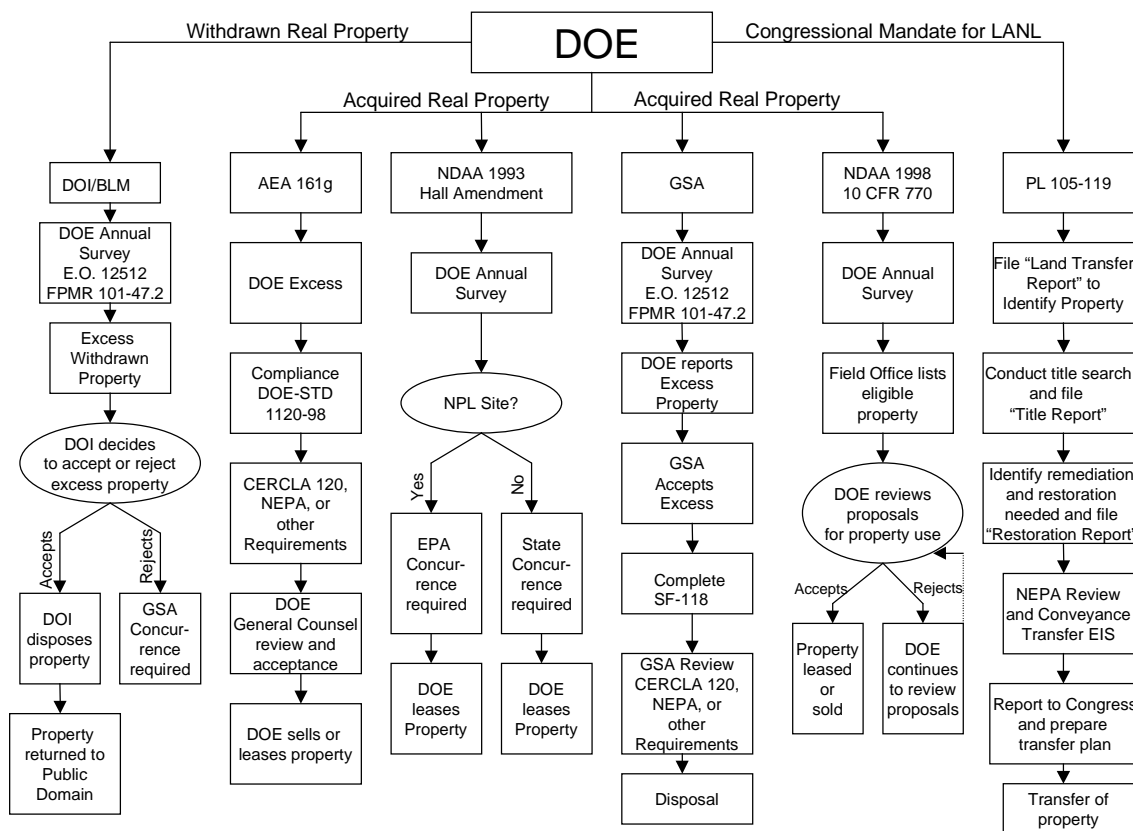 DOE
Withdrawn Real Property
Congressional Mandate for LANL
Acquired Real Property
Acquired Real Property
DOI/BLM
DOE Annual
Survey
E.O. 12512
FPMR 101-47.2
Excess
Withdrawn
Property
DOI decides
to accept or reject
excess property
Accepts
Rejects
DOI
disposes
property
GSA
Concur-
rence
required
Property
returned to
Public
Domain
AEA 161g
DOE Excess
Compliance
DOE-STD
1120-98
CERCLA 120,
NEPA, or
other
Requirements
DOE
General Counsel
review and
acceptance
DOE sells or
leases property
NDAA 1993
Hall Amendment
DOE Annual
Survey
NPL Site?
Yes
No
EPA
Concur-
rence
required
State
Concur-
rence
required
DOE
leases
Property
DOE
leases
Property
GSA
DOE Annual
Survey
E.O. 12512
FPMR 101-47.2
DOE reports
Excess
Property
GSA
Accepts
Excess
Complete
SF-118
GSA Review
CERCLA 120,
NEPA, or
other
Requirements
Disposal
NDAA 1998
10 CFR 770
DOE Annual
Survey
Field Office lists
eligible
property
DOE reviews
proposals
for property use
Accepts
Rejects
Property
leased
or
sold
DOE
continues
to review
proposals
PL 105-119
File “Land Transfer
Report” to
Identify Property
Conduct title search
and file
“Title Report”
Identify remediation
and restoration
needed and file
“Restoration Report”
NEPA Review
and Conveyance
Transfer EIS
Report to Congress
and prepare
transfer plan
Transfer of
property